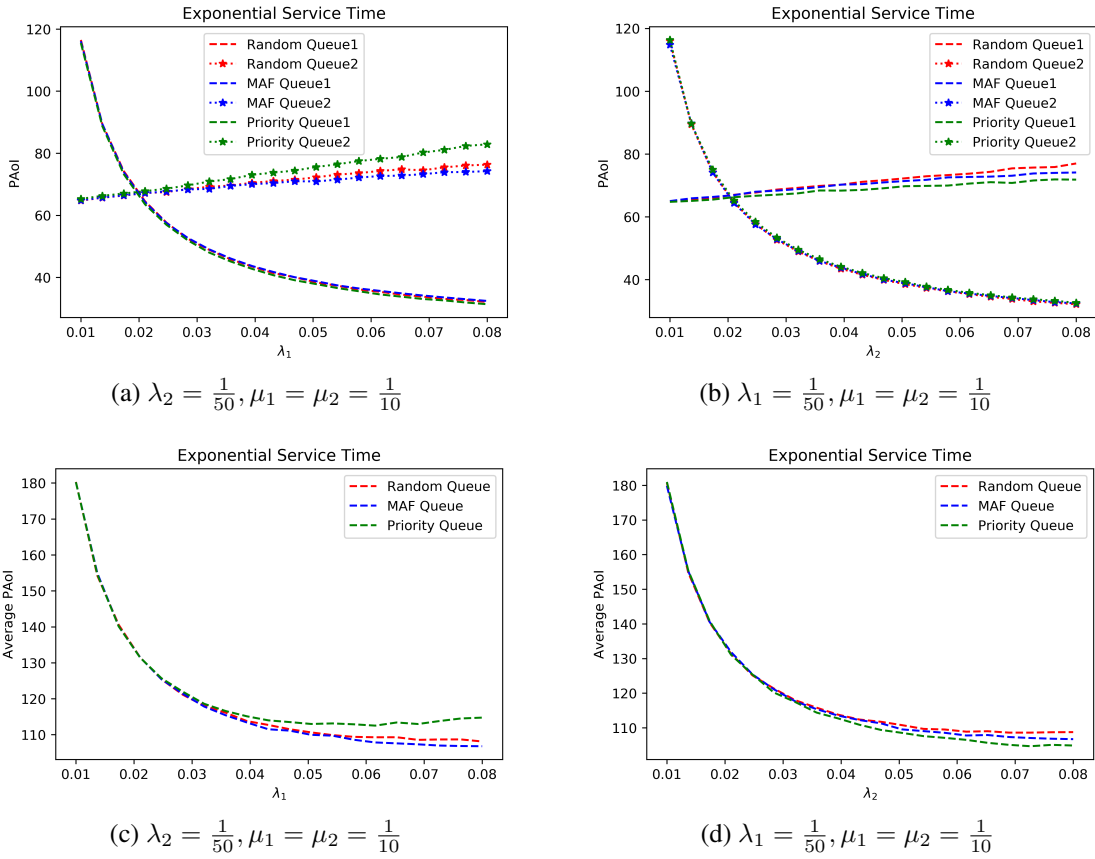 Exponential Service Time
120
100
80
60
40
PAoI
Random Queue1
Random Queue2
MAF Queue1
MAF Queue2
Priority Queue1
Priority Queue2
0.01 0.02 0.03 0.04 0.05 0.06 0.07 0.08
λ₁
(a) λ₂ = 1/50, μ₁ = μ₂ = 1/10
Exponential Service Time
120
100
80
60
40
PAoI
Random Queue1
Random Queue2
MAF Queue1
MAF Queue2
Priority Queue1
Priority Queue2
0.01 0.02 0.03 0.04 0.05 0.06 0.07 0.08
λ₂
(b) λ₁ = 1/50, μ₁ = μ₂ = 1/10
Exponential Service Time
180
170
160
150
140
130
120
110
Average PAoI
Random Queue
MAF Queue
Priority Queue
0.01 0.02 0.03 0.04 0.05 0.06 0.07 0.08
λ₁
(c) λ₂ = 1/50, μ₁ = μ₂ = 1/10
Exponential Service Time
180
170
160
150
140
130
120
110
Average PAoI
Random Queue
MAF Queue
Priority Queue
0.01 0.02 0.03 0.04 0.05 0.06 0.07 0.08
λ₂
(d) λ₁ = 1/50, μ₁ = μ₂ = 1/10